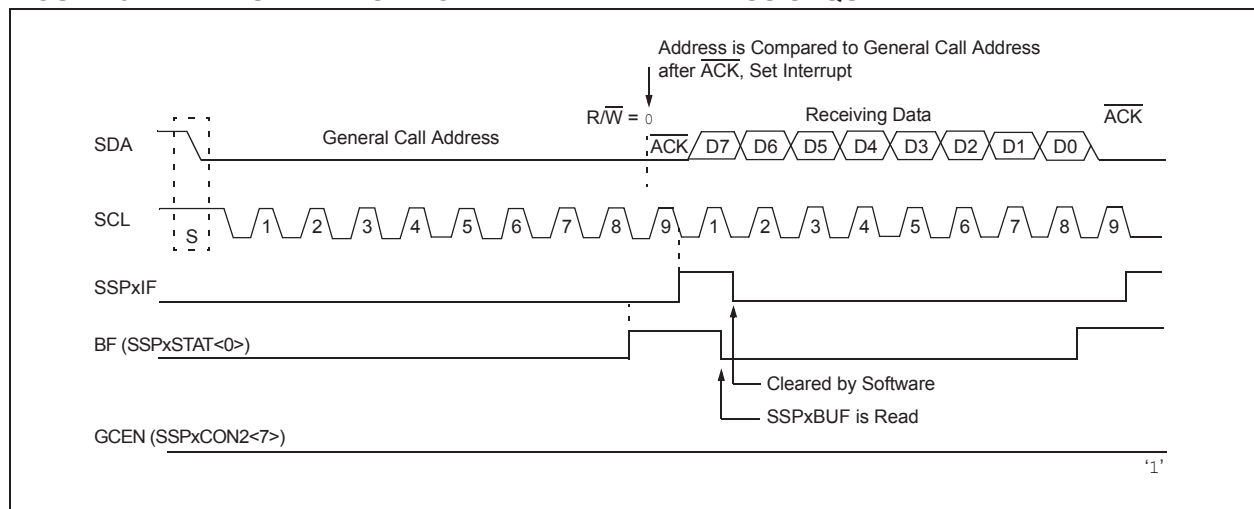 Address is Compared to General Call Address
after ACK, Set Interrupt
R/W = 0
Receiving Data
ACK
SDA
General Call Address
ACK D7 D6 D5 D4 D3 D2 D1 D0
SCL
S
1 2 3 4 5 6 7 8 9 1 2 3 4 5 6 7 8 9
SSPxIF
BF (SSPxSTAT<0>)
Cleared by Software
SSPxBUF is Read
GCEN (SSPxCON2<7>)
‘1’